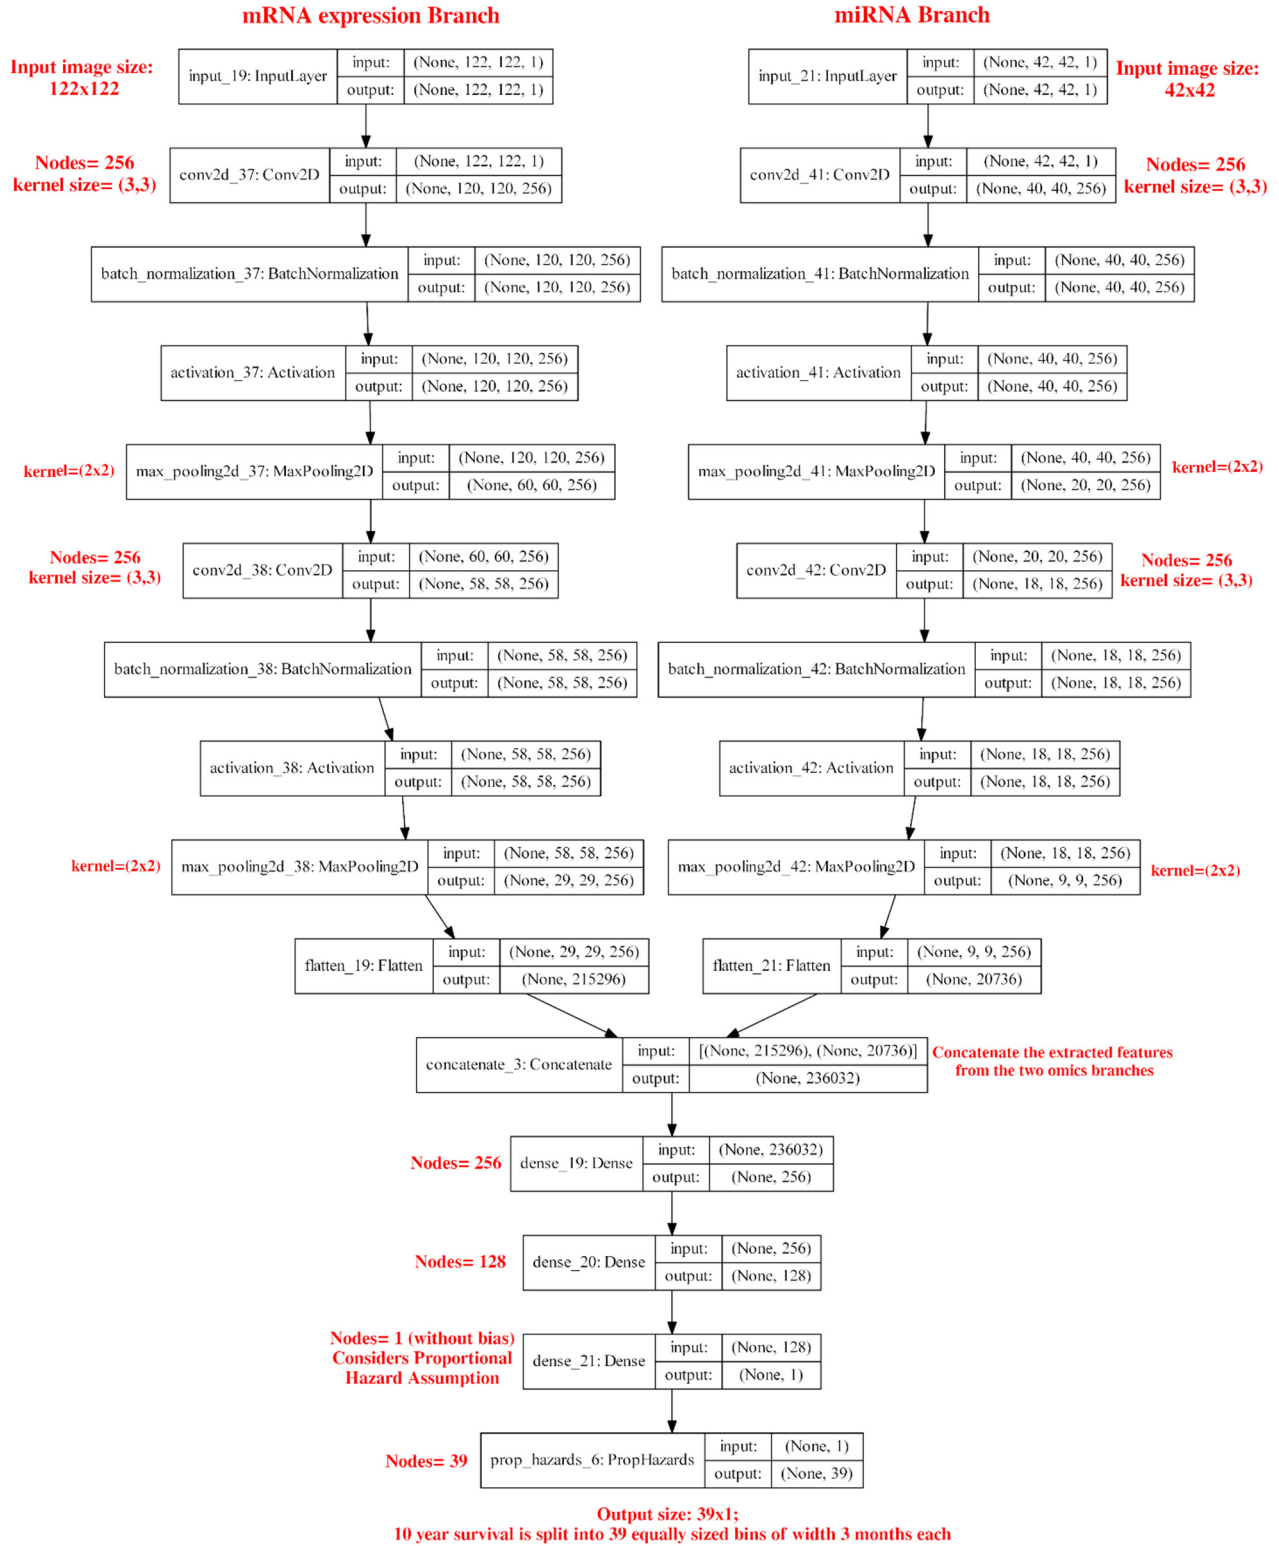 mRNA expression Branch
miRNA Branch
Input image size:
122x122
input_19: InputLayer
input:
(None, 122, 122, 1)
output:
(None, 122, 122, 1)
input_21: InputLayer
input:
(None, 42, 42, 1)
output:
(None, 42, 42, 1)
Input image size:
42x42
Nodes= 256
kernel size= (3,3)
conv2d_37: Conv2D
input:
(None, 122, 122, 1)
output:
(None, 120, 120, 256)
conv2d_41: Conv2D
input:
(None, 42, 42, 1)
output:
(None, 40, 40, 256)
Nodes= 256
kernel size= (3,3)
batch_normalization_37: BatchNormalization
input:
(None, 120, 120, 256)
output:
(None, 120, 120, 256)
batch_normalization_41: BatchNormalization
input:
(None, 40, 40, 256)
output:
(None, 40, 40, 256)
activation_37: Activation
input:
(None, 120, 120, 256)
output:
(None, 120, 120, 256)
activation_41: Activation
input:
(None, 40, 40, 256)
output:
(None, 40, 40, 256)
kernel=(2x2)
max_pooling2d_37: MaxPooling2D
input:
(None, 120, 120, 256)
output:
(None, 60, 60, 256)
max_pooling2d_41: MaxPooling2D
input:
(None, 40, 40, 256)
output:
(None, 20, 20, 256)
kernel=(2x2)
Nodes= 256
kernel size= (3,3)
conv2d_38: Conv2D
input:
(None, 60, 60, 256)
output:
(None, 58, 58, 256)
conv2d_42: Conv2D
input:
(None, 20, 20, 256)
output:
(None, 18, 18, 256)
Nodes= 256
kernel size= (3,3)
batch_normalization_38: BatchNormalization
input:
(None, 58, 58, 256)
output:
(None, 58, 58, 256)
batch_normalization_42: BatchNormalization
input:
(None, 18, 18, 256)
output:
(None, 18, 18, 256)
activation_38: Activation
input:
(None, 58, 58, 256)
output:
(None, 58, 58, 256)
activation_42: Activation
input:
(None, 18, 18, 256)
output:
(None, 18, 18, 256)
kernel=(2x2)
max_pooling2d_38: MaxPooling2D
input:
(None, 58, 58, 256)
output:
(None, 29, 29, 256)
max_pooling2d_42: MaxPooling2D
input:
(None, 18, 18, 256)
output:
(None, 9, 9, 256)
kernel=(2x2)
flatten_19: Flatten
input:
(None, 29, 29, 256)
output:
(None, 215296)
flatten_21: Flatten
input:
(None, 9, 9, 256)
output:
(None, 20736)
concatenate_3: Concatenate
input:
[(None, 215296), (None, 20736)]
output:
(None, 236032)
Concatenate the extracted features
from the two omics branches
Nodes= 256
dense_19: Dense
input:
(None, 236032)
output:
(None, 256)
Nodes= 128
dense_20: Dense
input:
(None, 256)
output:
(None, 128)
Nodes= 1 (without bias)
Considers Proportional
Hazard Assumption
dense_21: Dense
input:
(None, 128)
output:
(None, 1)
Nodes= 39
prop_hazards_6: PropHazards
input:
(None, 1)
output:
(None, 39)
Output size: 39x1;
10 year survival is split into 39 equally sized bins of width 3 months each